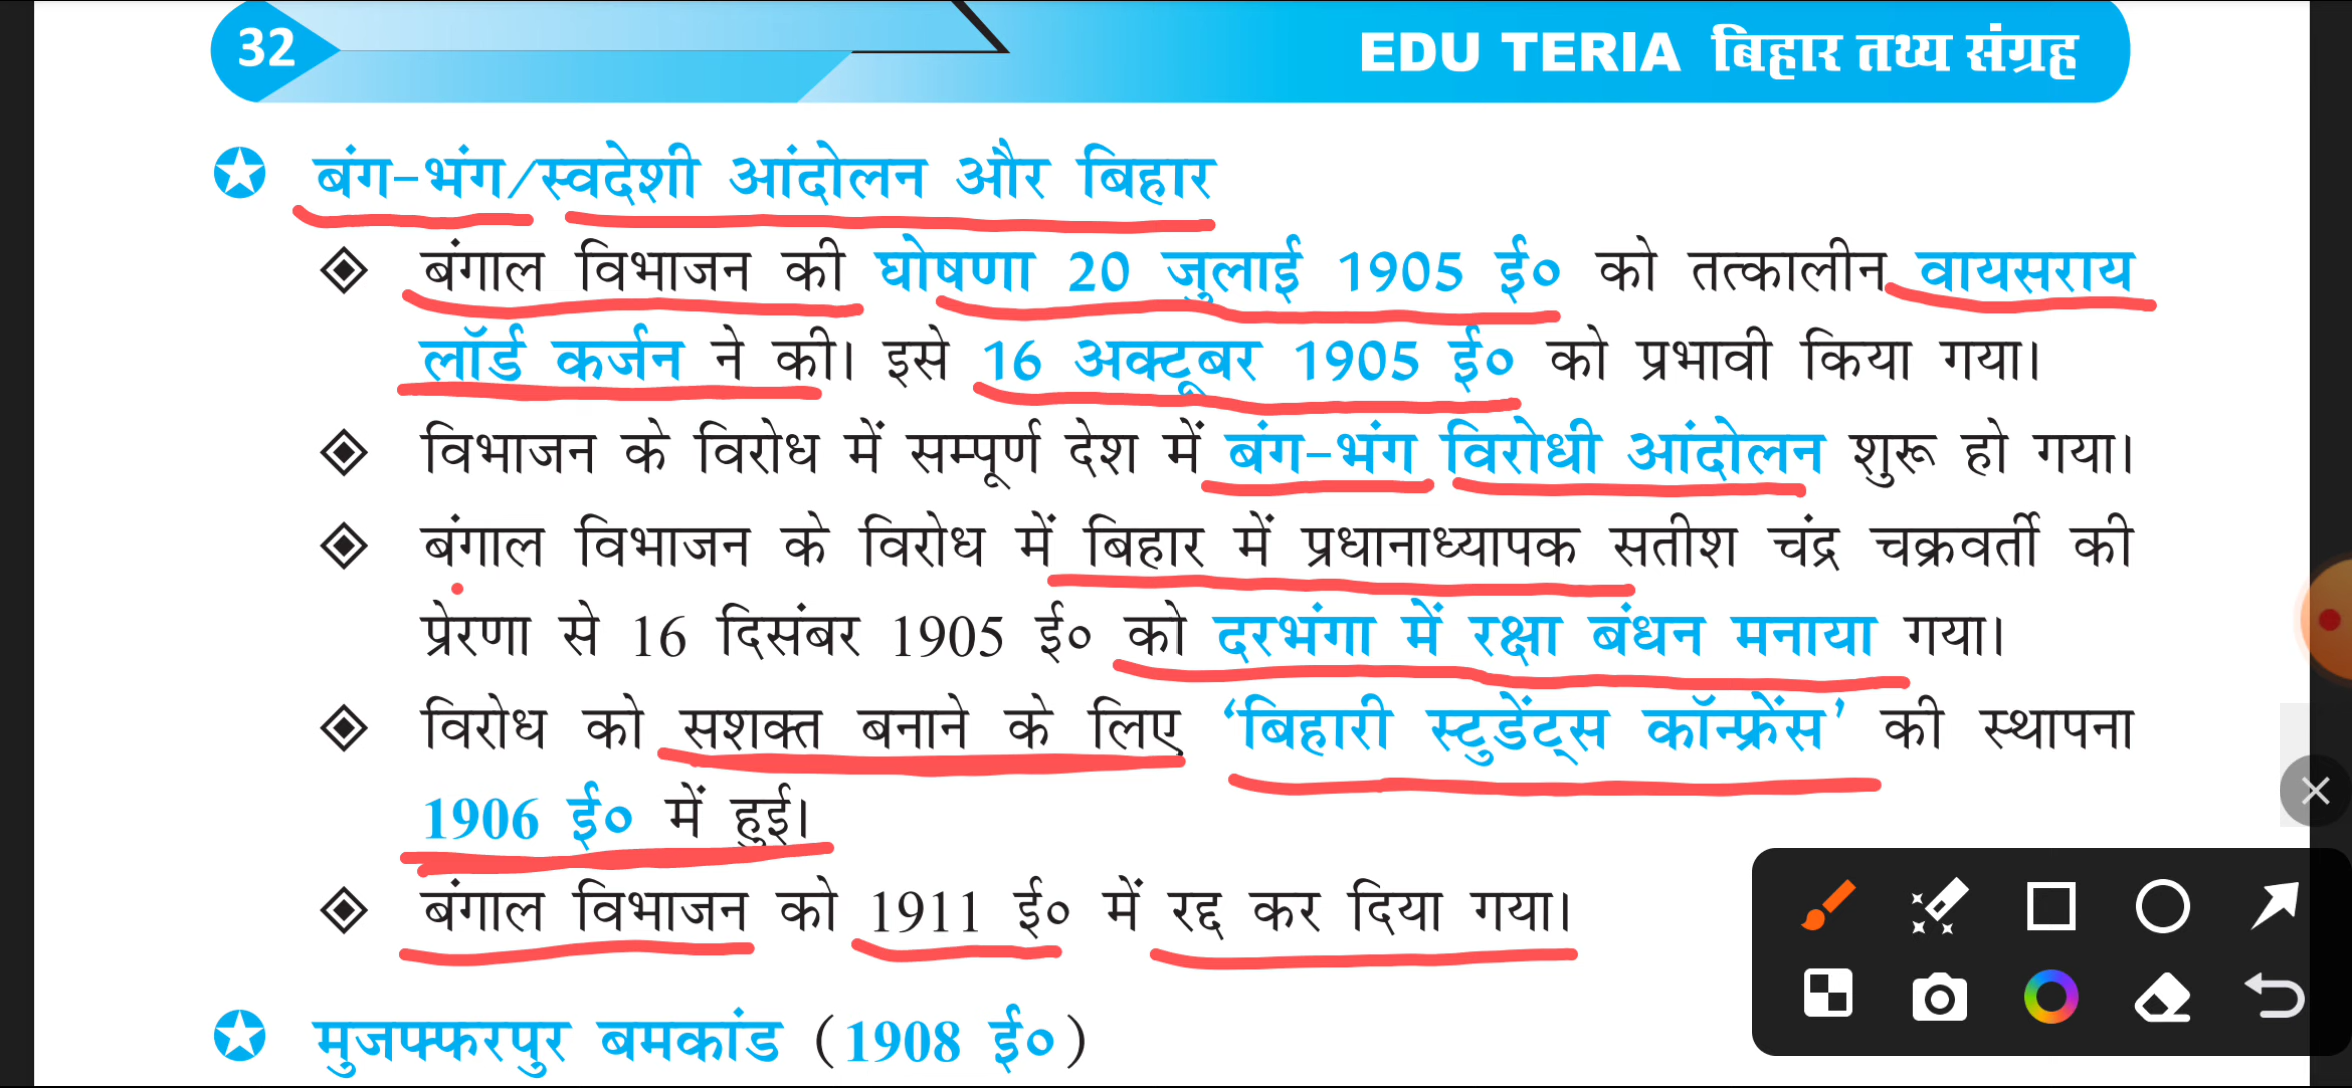 32
EDU TERIA बिहार तथ्य संग्रह
बंग-भंग/स्वदेशी आंदोलन और बिहार
बंगाल विभाजन की घोषणा 20 जुलाई 1905 ई० को तत्कालीन वायसराय
लॉर्ड कर्जन ने की। इसे 16 अक्टूबर 1905 ई० को प्रभावी किया गया।
विभाजन के विरोध में सम्पूर्ण देश में बंग-भंग विरोधी आंदोलन शुरू हो गया।
बंगाल विभाजन के विरोध में बिहार में प्रधानाध्यापक सतीश चंद्र चक्रवर्ती की
प्रेरणा से 16 दिसंबर 1905 ई० को दरभंगा में रक्षा बंधन मनाया गया।
विरोध को सशक्त बनाने के लिए ‘बिहारी स्टुडेंट्स कॉन्फ्रेंस’ की स्थापना
1906 ई० में हुई।
बंगाल विभाजन को 1911 ई० में रद्द कर दिया गया।
मुजफ्फरपुर बमकांड (1908 ई०)